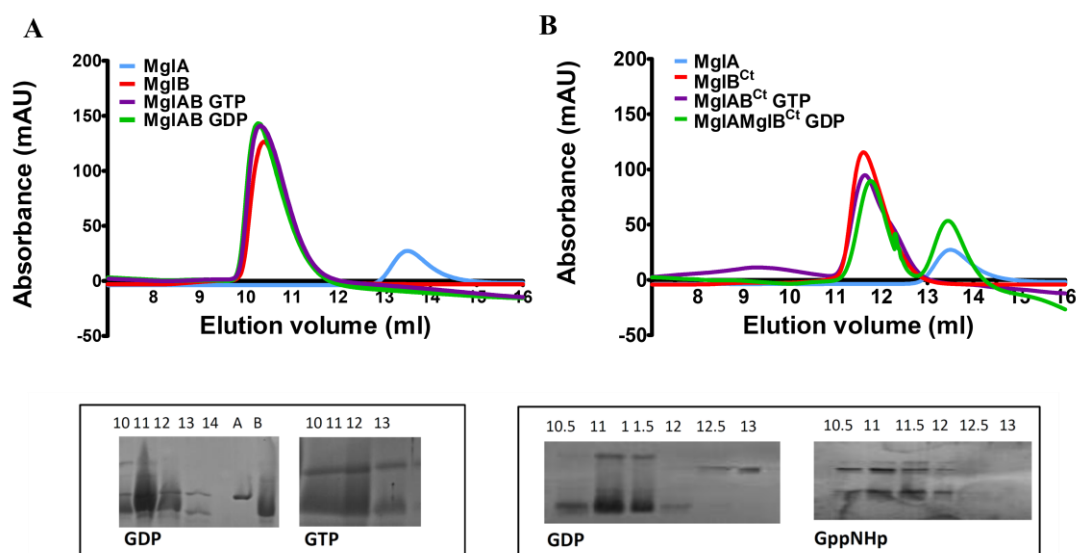 A
200
150
100
50
0
-50
Absorbance (mAU)
MglA
MglB
MglAB GTP
MglAB GDP
8 9 10 11 12 13 14 15 16
Elution volume (ml)
B
200
150
100
50
0
-50
Absorbance (mAU)
MglA
MglB^Ct
MglAB^Ct GTP
MglAMglB^Ct GDP
8 9 10 11 12 13 14 15 16
Elution volume (ml)
10 11 12 13 14 A B
GDP
10 11 12 13
GTP
10.5 11 11.5 12 12.5 13
GDP
10.5 11 11.5 12 12.5 13
GppNHp